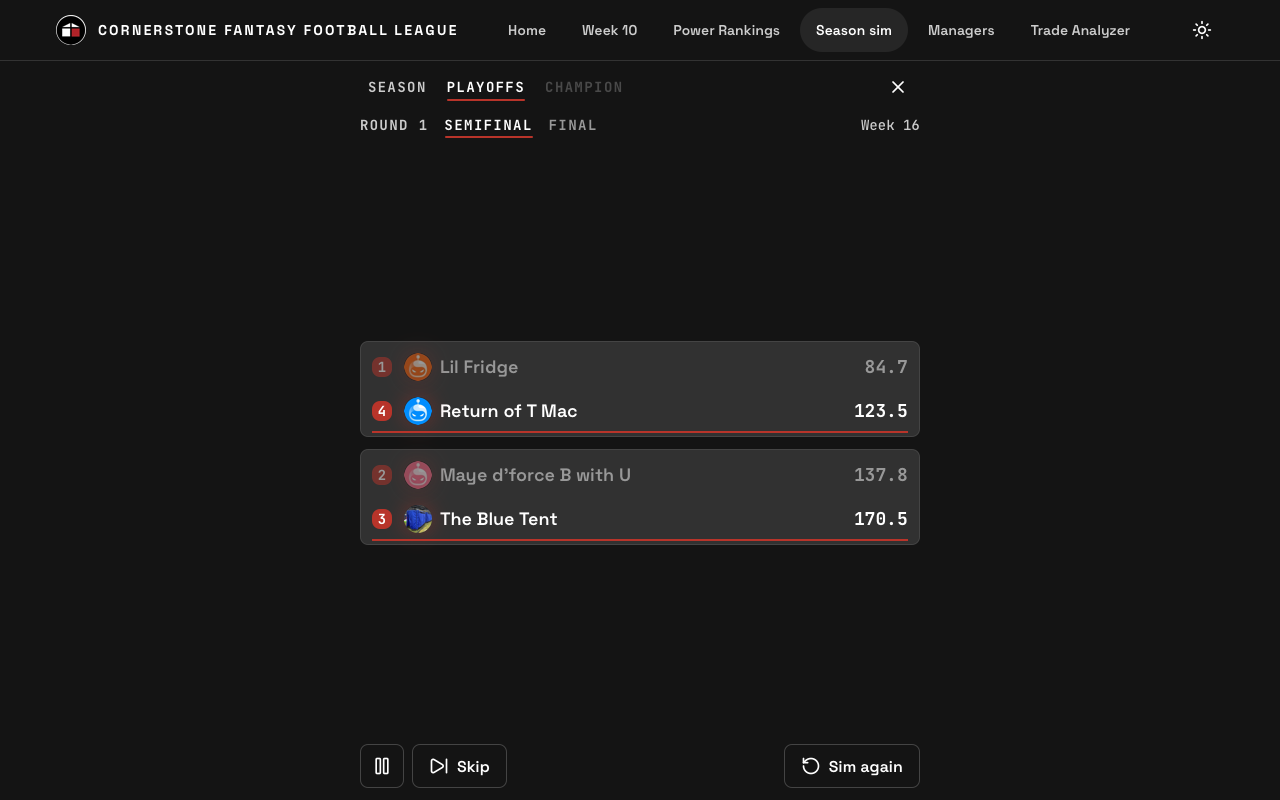 CORNERSTONE FANTASY FOOTBALL LEAGUE Home Week 10 Power Rankings Season sim Managers Trade Analyzer
SEASON PLAYOFFS CHAMPION
ROUND 1 SEMIFINAL FINAL Week 16
1 Lil Fridge 84.7
4 Return of T Mac 123.5
2 Maye d’force B with U 137.8
3 The Blue Tent 170.5
Skip Sim again